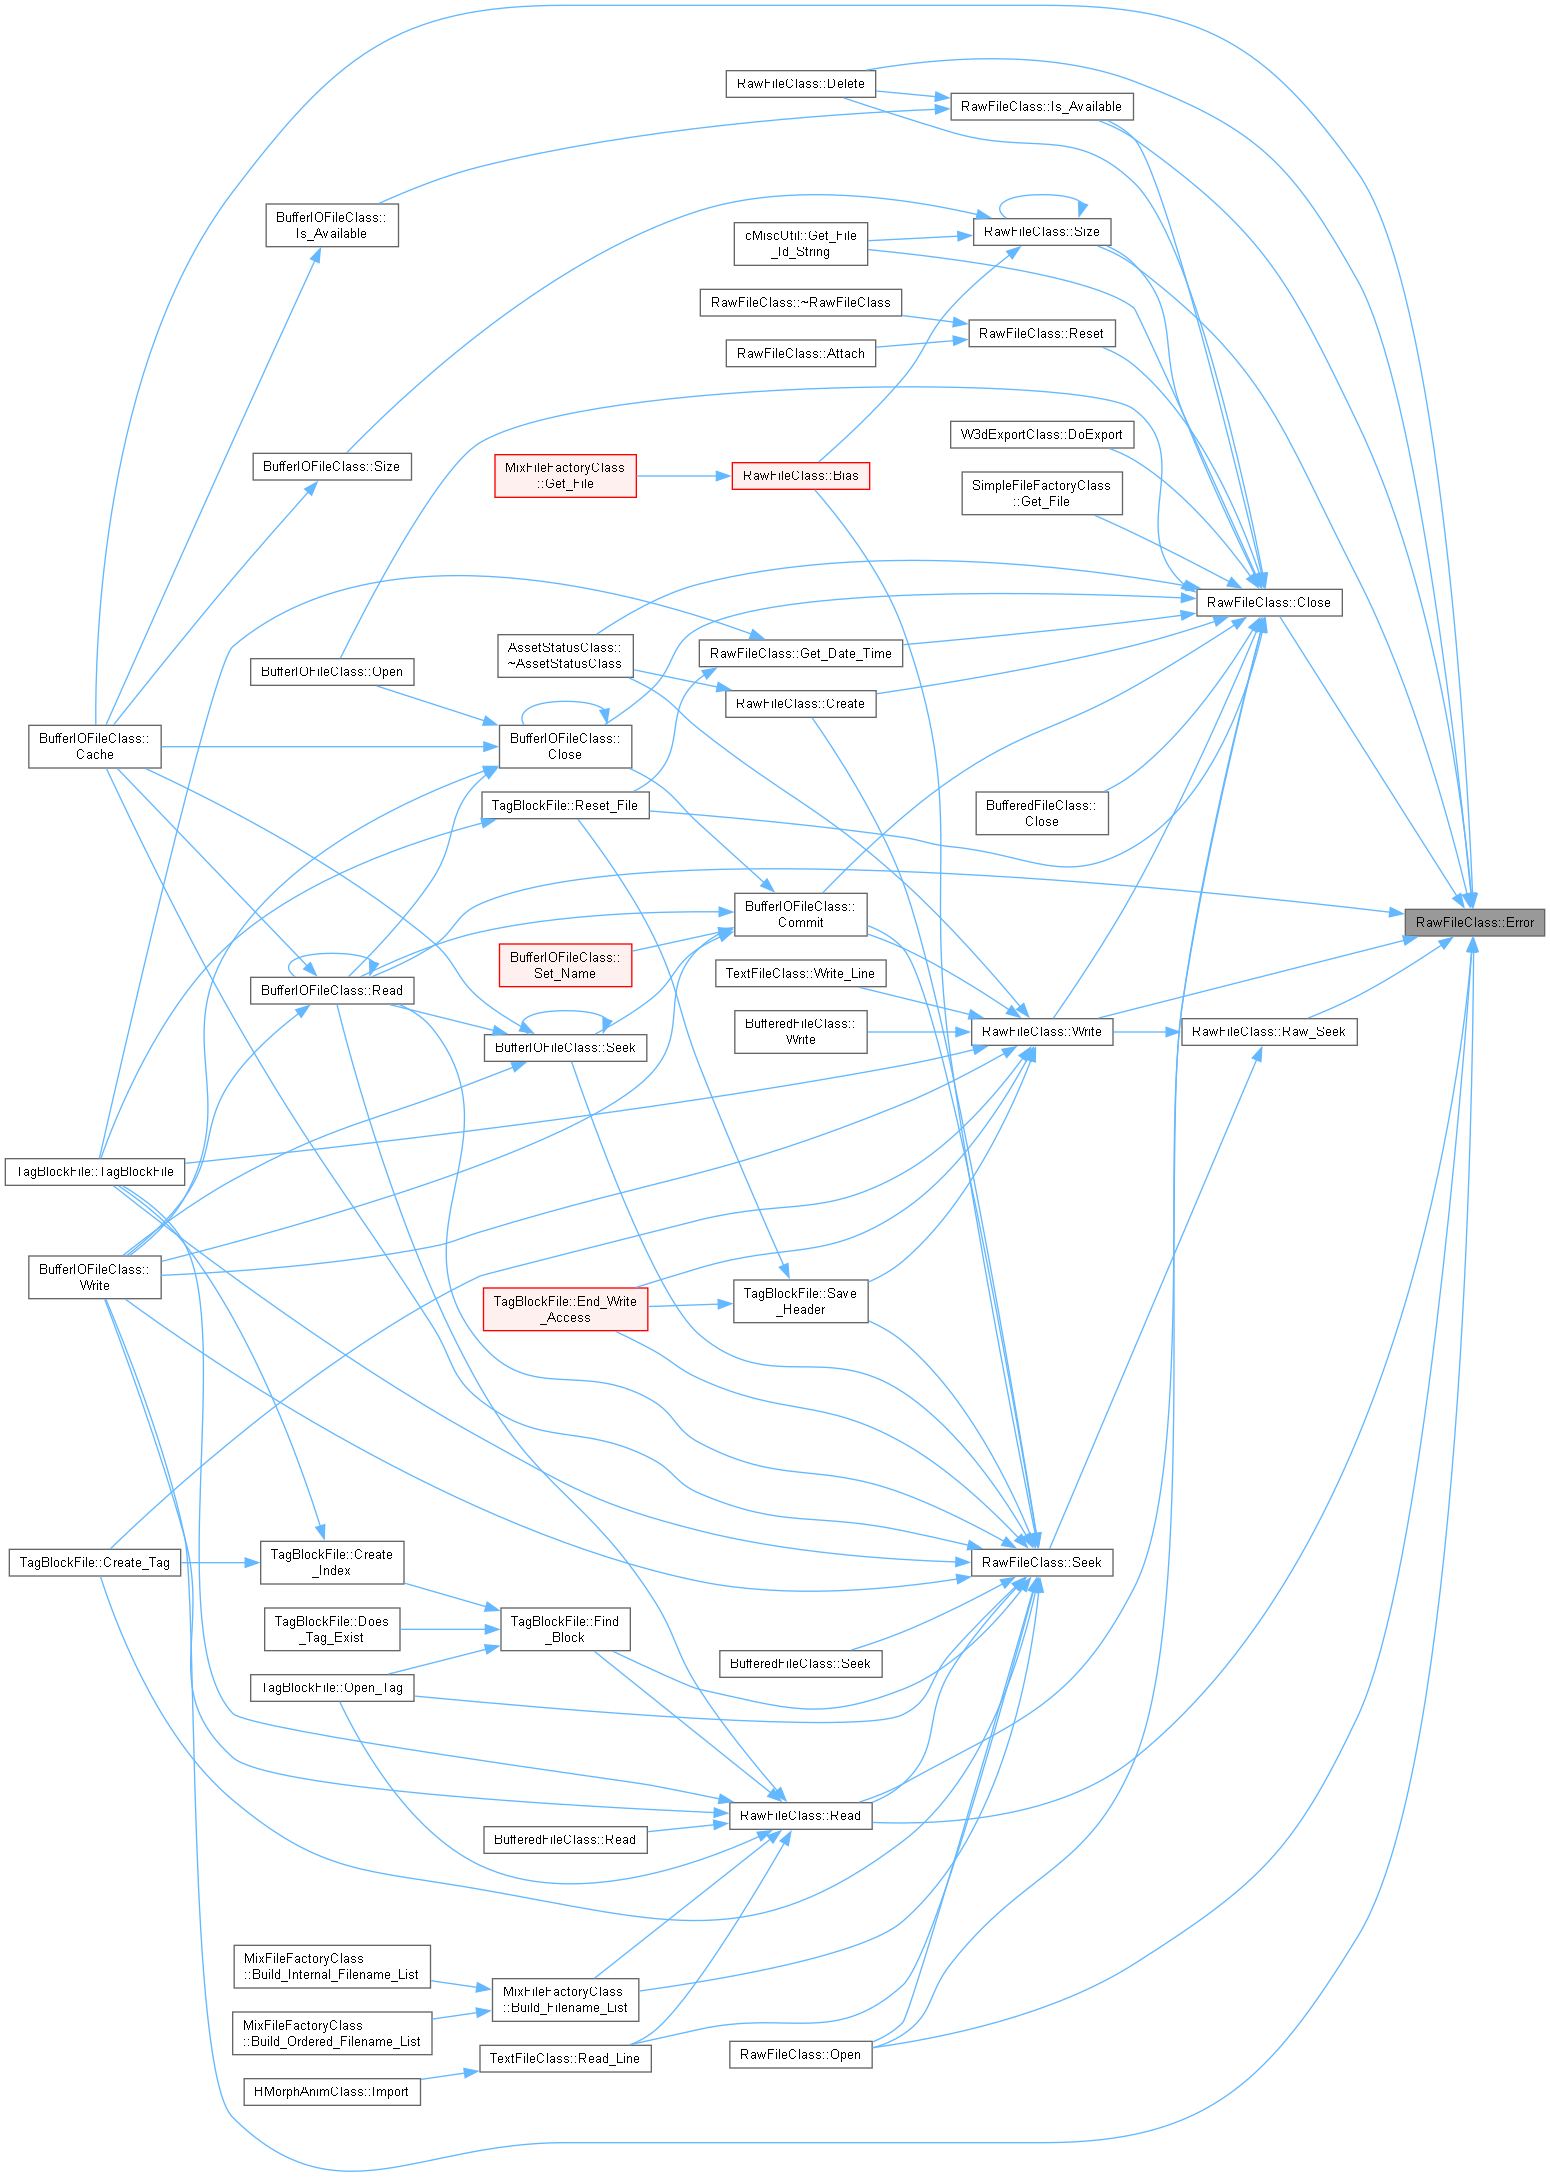 RawFileClass::Delete
RawFileClass::Is_Available
BufferIOFileClass::
Is_Available
cMiscUtil::Get_File
_Id_String
RawFileClass::Size
RawFileClass::~RawFileClass
RawFileClass::Reset
RawFileClass::Attach
W3dExportClass::DoExport
BufferIOFileClass::Size
MixFileFactoryClass
::Get_File
RawFileClass::Bias
SimpleFileFactoryClass
::Get_File
RawFileClass::Close
AssetStatusClass::
~AssetStatusClass
RawFileClass::Get_Date_Time
BufferIOFileClass::Open
RawFileClass::Create
BufferIOFileClass::
Cache
BufferIOFileClass::
Close
TagBlockFile::Reset_File
BufferedFileClass::
Close
BufferIOFileClass::
Commit
RawFileClass::Error
BufferIOFileClass::
Set_Name
TextFileClass::Write_Line
BufferIOFileClass::Read
BufferedFileClass::
Write
RawFileClass::Write
RawFileClass::Raw_Seek
BufferIOFileClass::Seek
TagBlockFile::TagBlockFile
BufferIOFileClass::
Write
TagBlockFile::End_Write
_Access
TagBlockFile::Save
_Header
TagBlockFile::Create_Tag
TagBlockFile::Create
_Index
RawFileClass::Seek
TagBlockFile::Does
_Tag_Exist
TagBlockFile::Find
_Block
BufferedFileClass::Seek
TagBlockFile::Open_Tag
RawFileClass::Read
BufferedFileClass::Read
MixFileFactoryClass
::Build_Internal_Filename_List
MixFileFactoryClass
::Build_Filename_List
MixFileFactoryClass
::Build_Ordered_Filename_List
TextFileClass::Read_Line
RawFileClass::Open
HMorphAnimClass::Import